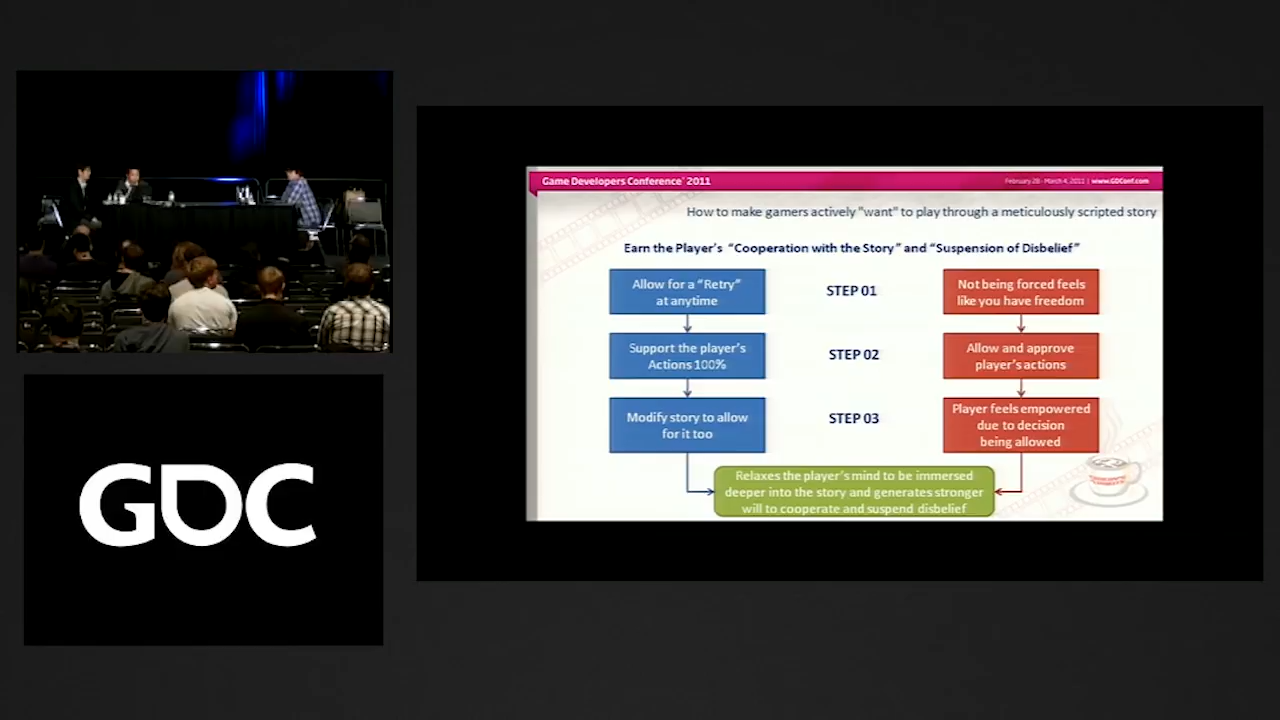 Game Developers Conference® 2011
February 28 - March 4, 2011 | www.GDConf.com
How to make gamers actively "want" to play through a meticulously scripted story
Earn the Player's "Cooperation with the Story" and "Suspension of Disbelief"
Allow for a "Retry"
at anytime
STEP 01
Not being forced feels
like you have freedom
Support the player's
Actions 100%
STEP 02
Allow and approve
player's actions
Modify story to allow
for it too
STEP 03
Player feels empowered
due to decision
being allowed
Relaxes the player's mind to be immersed
deeper into the story and generates stronger
will to cooperate and suspend disbelief
GDC